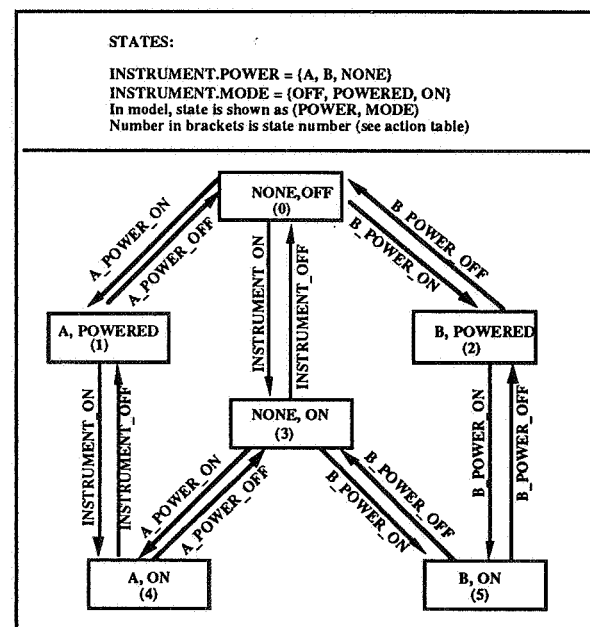 STATES:
INSTRUMENT.POWER = {A, B, NONE}
INSTRUMENT.MODE = {OFF, POWERED, ON}
In model, state is shown as (POWER, MODE)
Number in brackets is state number (see action table)
NONE,OFF
(0)
A_POWER_ON
A_POWER_OFF
B_POWER_OFF
B_POWER_ON
INSTRUMENT_ON
INSTRUMENT_OFF
A, POWERED
(1)
B, POWERED
(2)
NONE, ON
(3)
INSTRUMENT_ON
INSTRUMENT_OFF
A_POWER_ON
A_POWER_OFF
B_POWER_OFF
B_POWER_ON
B_POWER_ON
B_POWER_OFF
A, ON
(4)
B, ON
(5)